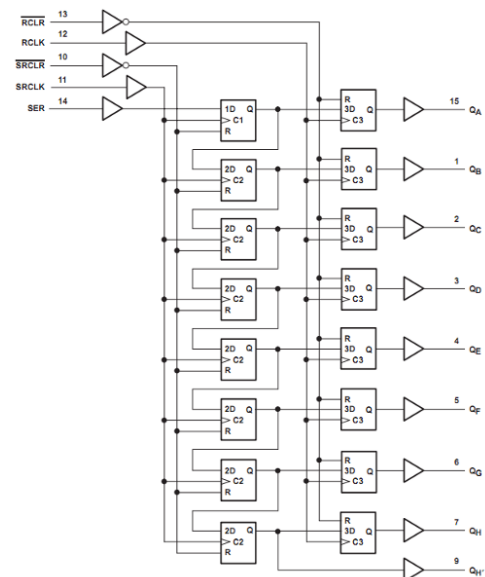 RCLR 13
RCLK 12
SRCLR 10
SRCLK 11
SER 14
1D Q
C1
R
R
3D Q
C3
15 QA
2D Q
C2
R
R
3D Q
C3
1 QB
2D Q
C2
R
R
3D Q
C3
2 QC
2D Q
C2
R
R
3D Q
C3
3 QD
2D Q
C2
R
R
3D Q
C3
4 QE
2D Q
C2
R
R
3D Q
C3
5 QF
2D Q
C2
R
R
3D Q
C3
6 QG
2D Q
C2
R
R
3D Q
C3
7 QH
9 QH'